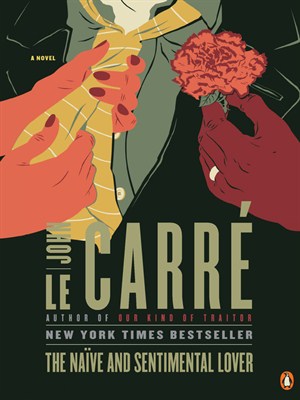 A NOVEL
JOHN
LE CARRÉ
AUTHOR OF OUR KIND OF TRAITOR
NEW YORK TIMES BESTSELLER
THE NAÏVE AND SENTIMENTAL LOVER